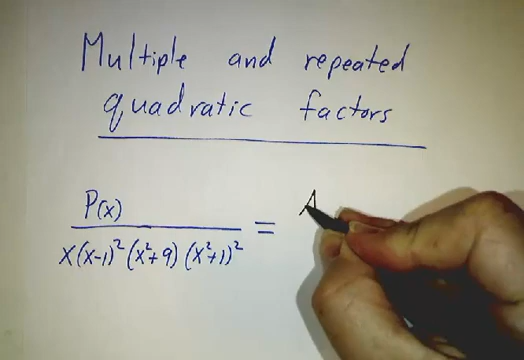 Multiple and repeated
quadratic factors
P(x)
= A
x(x-1)² (x²+9) (x²+1)²